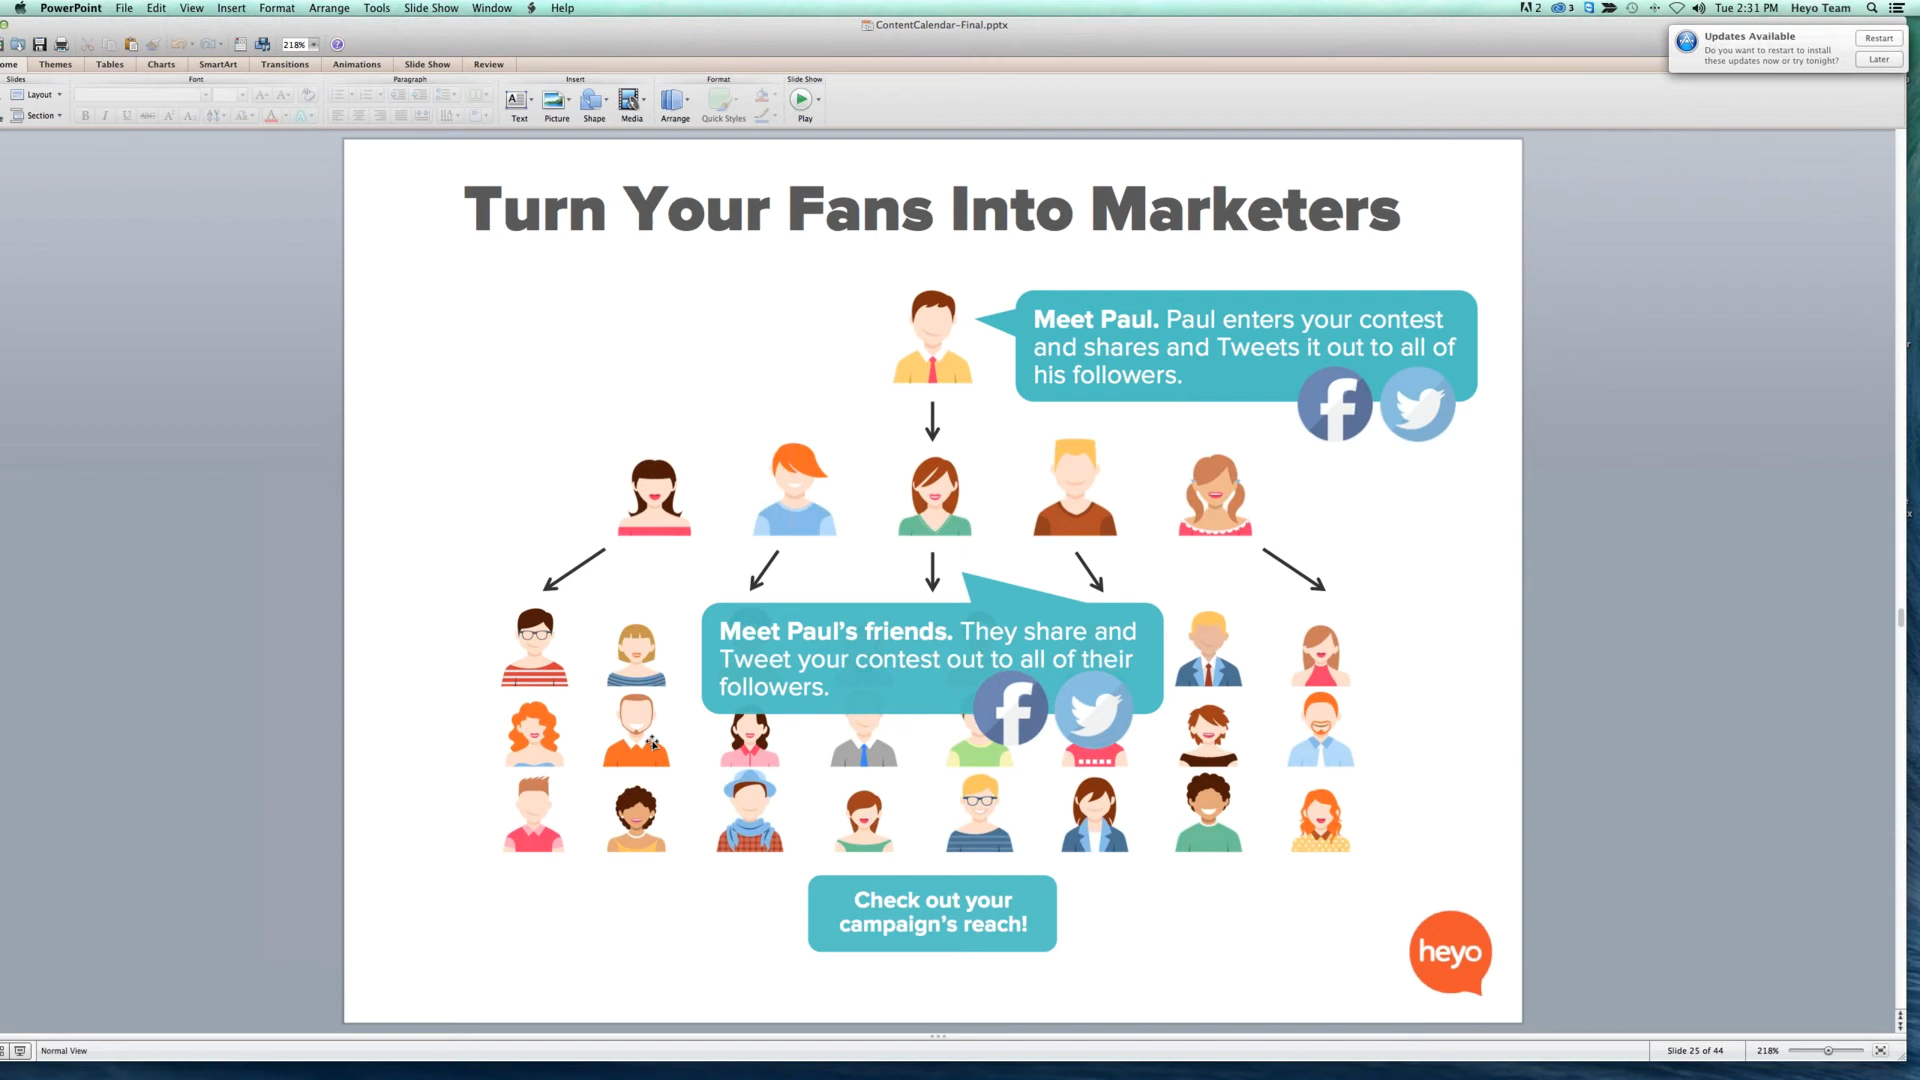 PowerPoint File Edit View Insert Format Arrange Tools Slide Show Window Help
2 3 Tue 2:31 PM Heyo Team
ContentCalendar-Final.pptx
Updates Available
Do you want to restart to install
these updates now or try tonight?
Restart
Later
218%
ome Themes Tables Charts SmartArt Transitions Animations Slide Show Review
Slides Font Paragraph Insert Format Slide Show
Layout
Section
B I U ABC
Text Picture Shape Media Arrange Quick Styles Play
Turn Your Fans Into Marketers
Meet Paul. Paul enters your contest
and shares and Tweets it out to all of
his followers.
Meet Paul's friends. They share and
Tweet your contest out to all of their
followers.
Check out your
campaign's reach!
heyo
Normal View Slide 25 of 44 218%